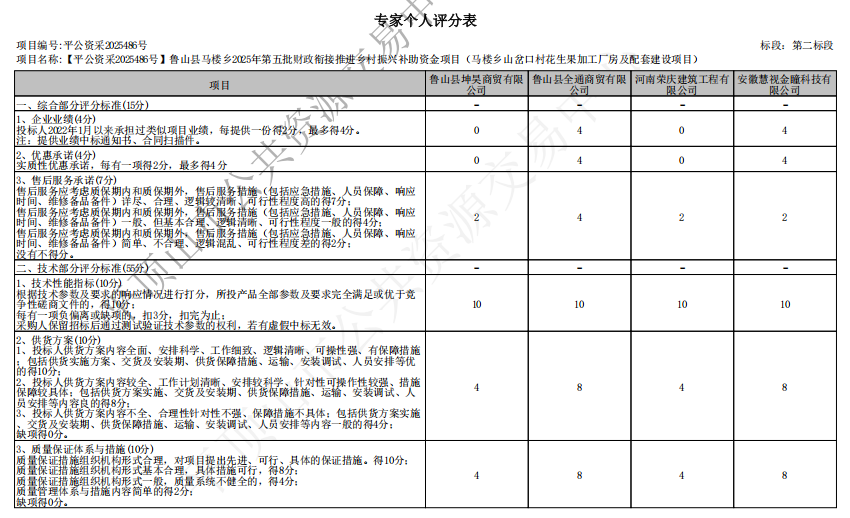 专家个人评分表
项目编号:平公资采2025486号
标段: 第二标段
项目名称:【平公资采2025486号】鲁山县马楼乡2025年第五批财政衔接推进乡村振兴补助资金项目（马楼乡山岔口村花生果加工厂房及配套建设项目）
项目 鲁山县坤昊商贸有限公司 鲁山县全通商贸有限公司 河南荣庆建筑工程有限公司 安徽慧视金瞳科技有限公司
一、综合部分评分标准(15分) - - - -
1、企业业绩(4分)
投标人2022年1月以来承担过类似项目业绩，每提供一份得2分，最多得4分。
注：提供业绩中标通知书、合同扫描件。
0 4 0 4
2、优惠承诺(4分)
实质性优惠承诺，每有一项得2分，最多得4 分
0 4 0 4
3、售后服务承诺(7分)
售后服务应考虑质保期内和质保期外，售后服务措施（包括应急措施、人员保障、响应
时间、维修备品备件）详尽、合理、逻辑较清晰、可行性程度高的得7分；
售后服务应考虑质保期内和质保期外，售后服务措施（包括应急措施、人员保障、响应
时间、维修备品备件）一般，但基本合理、逻辑清晰、可行性程度一般的得4分；
售后服务应考虑质保期内和质保期外，售后服务措施（包括应急措施、人员保障、响应
时间、维修备品备件）简单、不合理、逻辑混乱、可行性程度差的得2分；
没有不得分。
2 4 2 2
二、技术部分评分标准(55分) - - - -
1、技术性能指标(10分)
根据技术参数及要求的响应情况进行打分，所投产品全部参数及要求完全满足或优于竞
争性磋商文件的，得10分；
每有一项负偏离或缺项的，扣3分，扣完为止；
采购人保留招标后通过测试验证技术参数的权利，若有虚假中标无效。
10 10 10 10
2、供货方案(10分)
1、投标人供货方案内容全面、安排科学、工作细致、逻辑清晰、可操性强、有保障措施
；包括供货实施方案、交货及安装期、供货保障措施、运输、安装调试、人员安排等优
的得10分；
2、投标人供货方案内容较全、工作计划清晰、安排较科学、针对性可操作性较强、措施
保障较具体；包括供货方案实施、交货及安装期、供货保障措施、运输、安装调试、人
员安排等内容良的得8分；
3、投标人供货方案内容不全、合理性针对性不强、保障措施不具体；包括供货方案实施
、交货及安装期、供货保障措施、运输、安装调试、人员安排等内容一般的得4分；
缺项得0分。
4 8 4 8
3、质量保证体系与措施(10分)
质量保证措施组织机构形式合理，对项目提出先进、可行、具体的保证措施。得10分；
质量保证措施组织机构形式基本合理，具体措施可行，得8分；
质量保证措施组织机构形式一般，质量系统不健全的，得4分；
质量管理体系与措施内容简单的得2分；
缺项得0分。
4 8 4 8